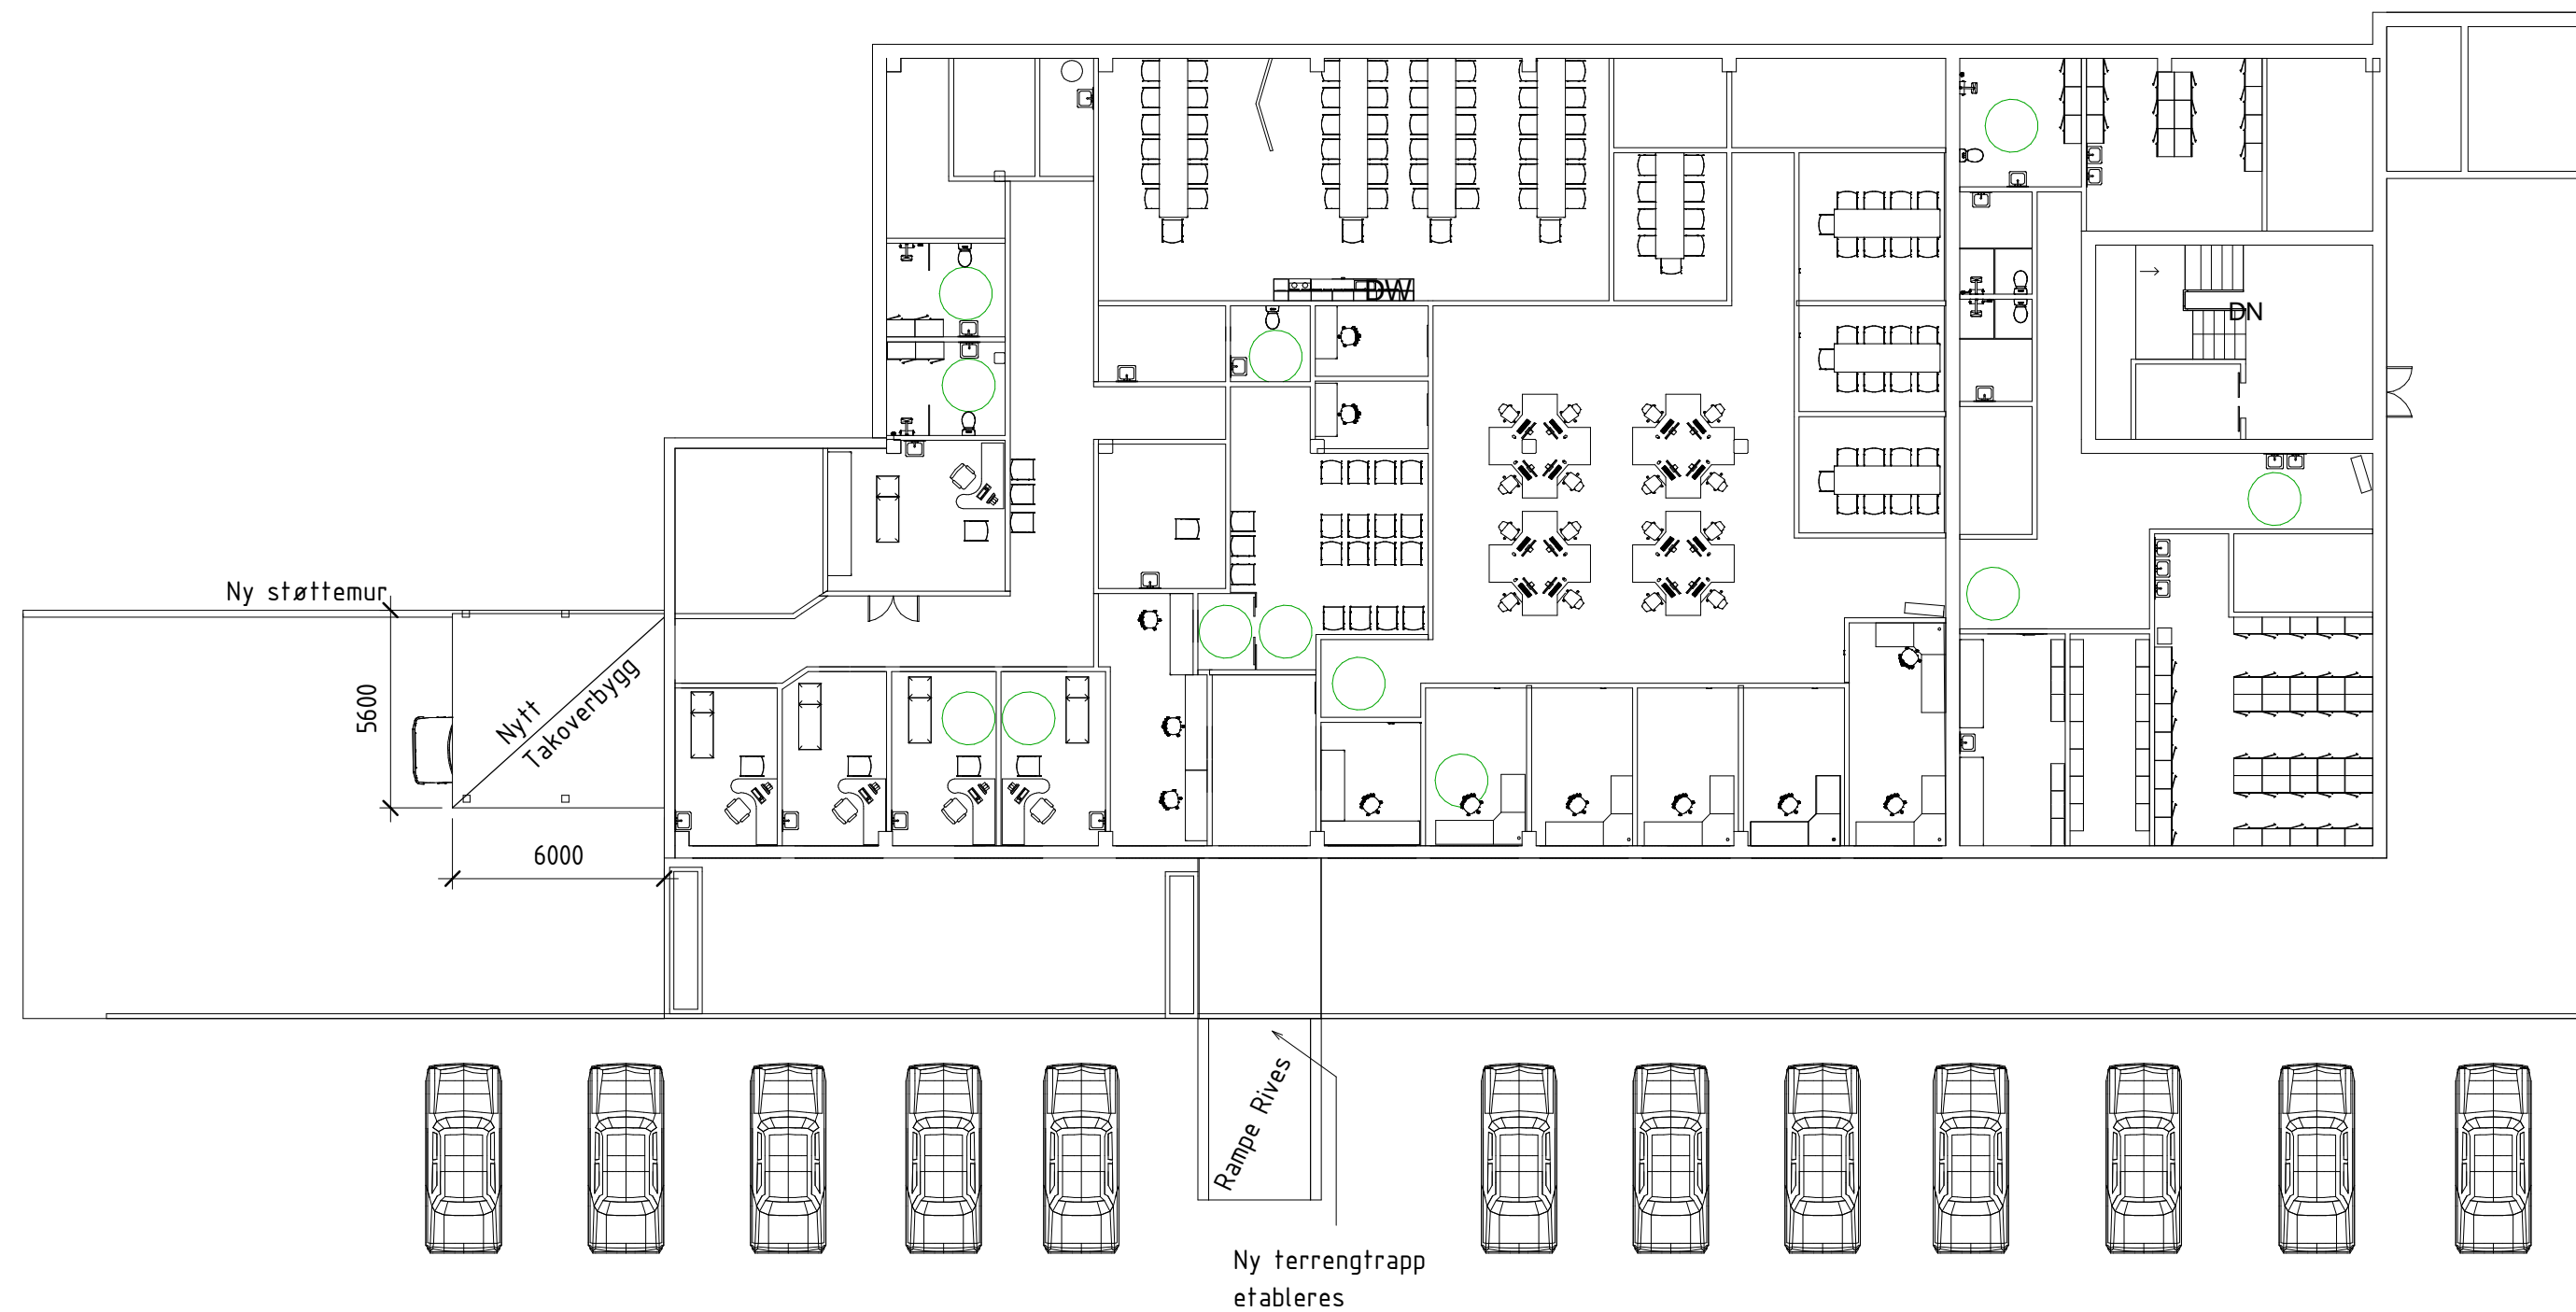 DW
DN
Ny støttemur
5600
Nytt
Takoverbygg
6000
Rampe Rives
Ny terrengtrapp
etableres